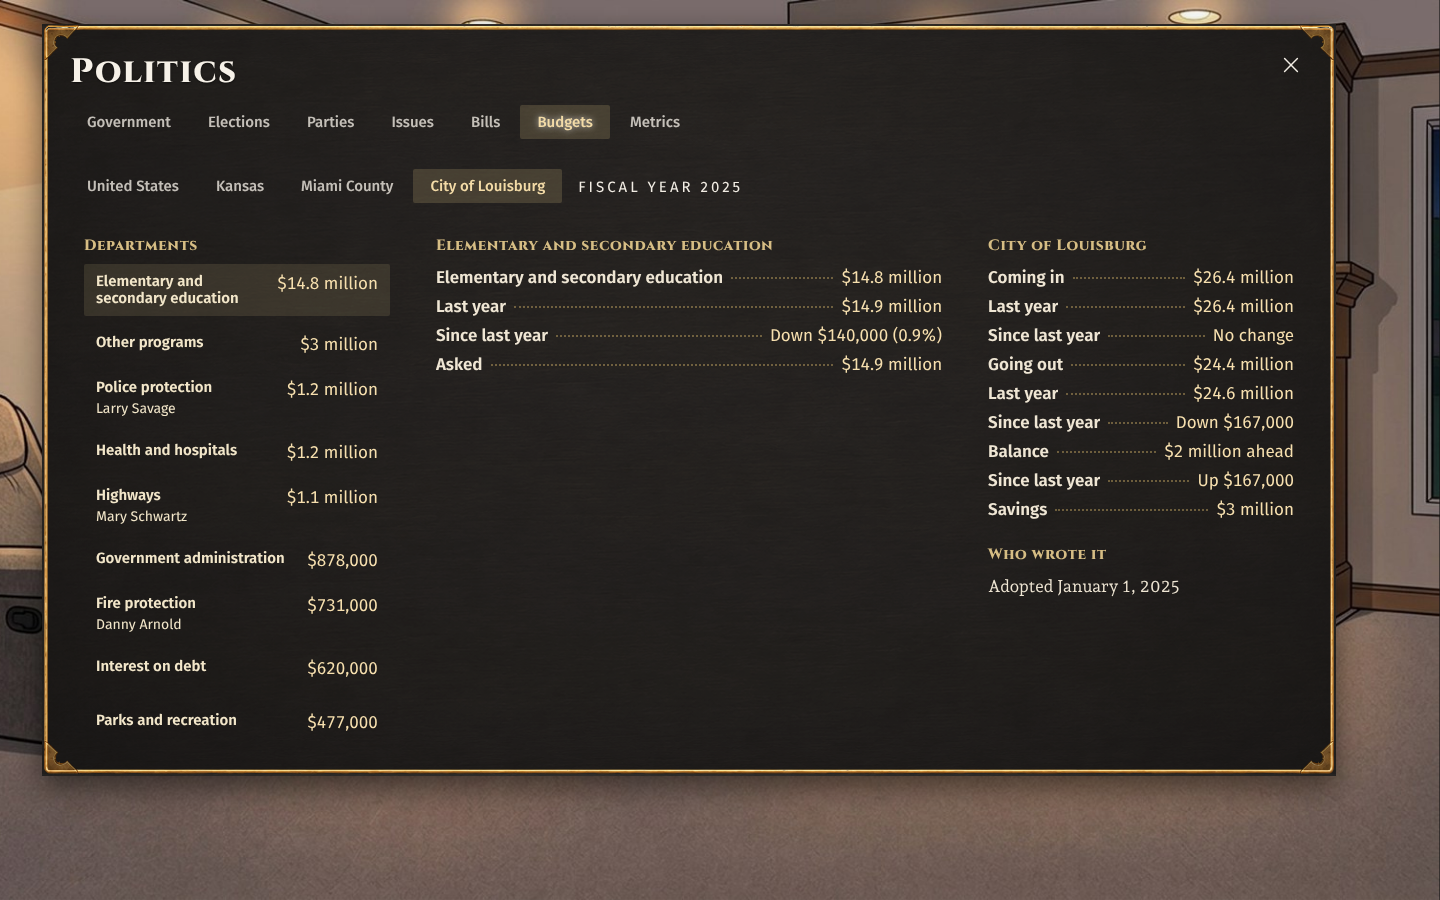 Politics
Government Elections Parties Issues Bills Budgets Metrics
United States Kansas Miami County City of Louisburg FISCAL YEAR 2025
Departments
Elementary and secondary education $14.8 million
Other programs $3 million
Police protection $1.2 million
Larry Savage
Health and hospitals $1.2 million
Highways $1.1 million
Mary Schwartz
Government administration $878,000
Fire protection $731,000
Danny Arnold
Interest on debt $620,000
Parks and recreation $477,000
Elementary and secondary education
Elementary and secondary education $14.8 million
Last year $14.9 million
Since last year Down $140,000 (0.9%)
Asked $14.9 million
City of Louisburg
Coming in $26.4 million
Last year $26.4 million
Since last year No change
Going out $24.4 million
Last year $24.6 million
Since last year Down $167,000
Balance $2 million ahead
Since last year Up $167,000
Savings $3 million
Who wrote it
Adopted January 1, 2025